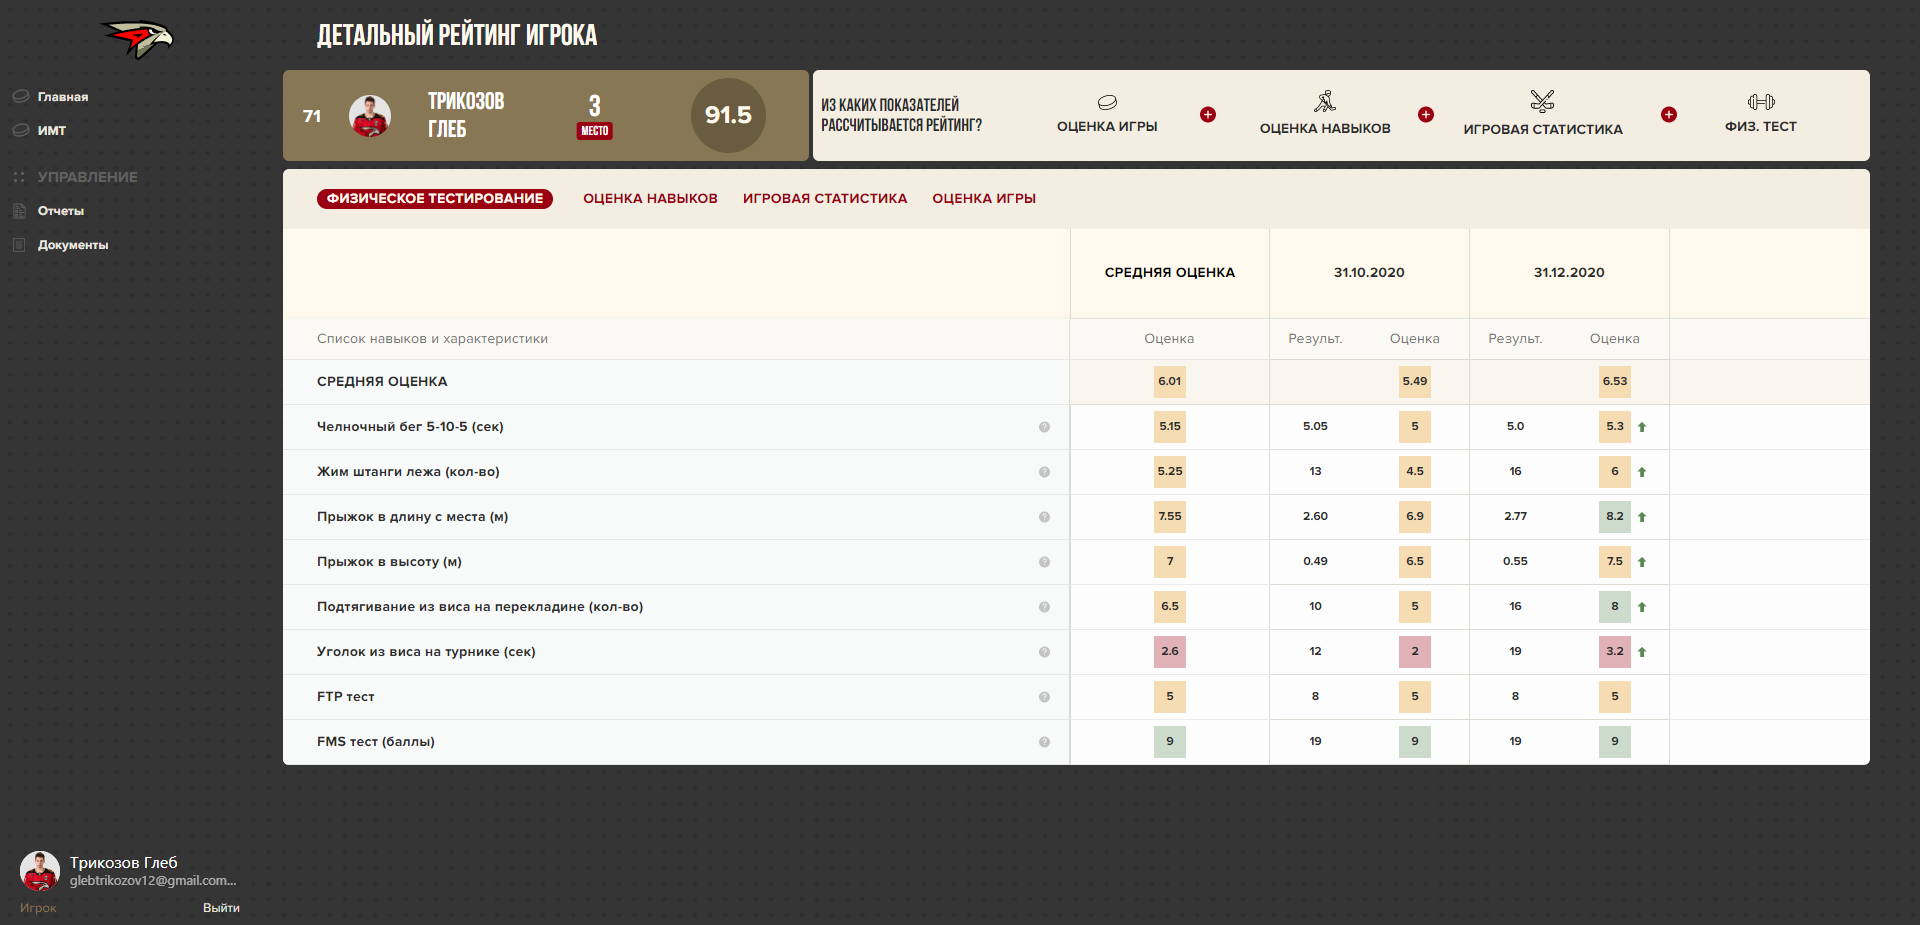 ДЕТАЛЬНЫЙ РЕЙТИНГ ИГРОКА
Главная
ИМТ
УПРАВЛЕНИЕ
Отчеты
Документы
71
ТРИКОЗОВ
ГЛЕБ
3
МЕСТО
91.5
ИЗ КАКИХ ПОКАЗАТЕЛЕЙ
РАССЧИТЫВАЕТСЯ РЕЙТИНГ?
ОЦЕНКА ИГРЫ
ОЦЕНКА НАВЫКОВ
ИГРОВАЯ СТАТИСТИКА
ФИЗ. ТЕСТ
ФИЗИЧЕСКОЕ ТЕСТИРОВАНИЕ ОЦЕНКА НАВЫКОВ ИГРОВАЯ СТАТИСТИКА ОЦЕНКА ИГРЫ
СРЕДНЯЯ ОЦЕНКА 31.10.2020 31.12.2020
Список навыков и характеристики Оценка Результ. Оценка Результ. Оценка
СРЕДНЯЯ ОЦЕНКА 6.01 5.49 6.53
Челночный бег 5-10-5 (сек) ? 5.15 5.05 5 5.0 5.3
Жим штанги лежа (кол-во) ? 5.25 13 4.5 16 6
Прыжок в длину с места (м) ? 7.55 2.60 6.9 2.77 8.2
Прыжок в высоту (м) ? 7 0.49 6.5 0.55 7.5
Подтягивание из виса на перекладине (кол-во) ? 6.5 10 5 16 8
Уголок из виса на турнике (сек) ? 2.6 12 2 19 3.2
FTP тест ? 5 8 5 8 5
FMS тест (баллы) ? 9 19 9 19 9
Трикозов Глеб
glebtrikozov12@gmail.com...
Игрок Выйти